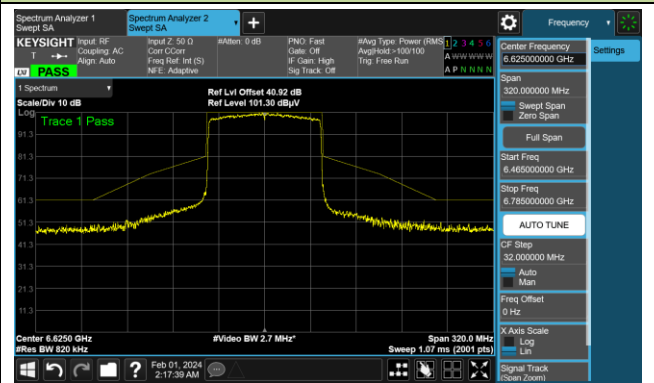 Spectrum Analyzer 1
Swept SA
Spectrum Analyzer 2
Swept SA
+
Frequency
KEYSIGHT
Input: RF
Coupling: AC
Align: Auto
Input Z: 50 Ω
Corr CCorr
Freq Ref: Int (S)
NFE: Adaptive
#Atten: 0 dB
PNO: Fast
Gate: Off
IF Gain: High
Sig Track: Off
#Avg Type: Power (RMS
Avg|Hold:>100/100
Trig: Free Run
1 2 3 4 5 6
A W W W W W
A P N N N N
T
LXI
PASS
1 Spectrum
Scale/Div 10 dB
Ref Lvl Offset 40.92 dB
Ref Level 101.30 dBµV
Log
Trace 1 Pass
91.3
81.3
71.3
61.3
51.3
41.3
31.3
21.3
11.3
Center 6.6250 GHz
#Res BW 820 kHz
#Video BW 2.7 MHz*
Span 320.0 MHz
Sweep 1.07 ms (2001 pts)
Feb 01, 2024
2:17:39 AM
?
Center Frequency
6.625000000 GHz
Settings
Span
320.000000 MHz
Swept Span
Zero Span
Full Span
Start Freq
6.465000000 GHz
Stop Freq
6.785000000 GHz
AUTO TUNE
CF Step
32.000000 MHz
Auto
Man
Freq Offset
0 Hz
X Axis Scale
Log
Lin
Signal Track
(Span Zoom)